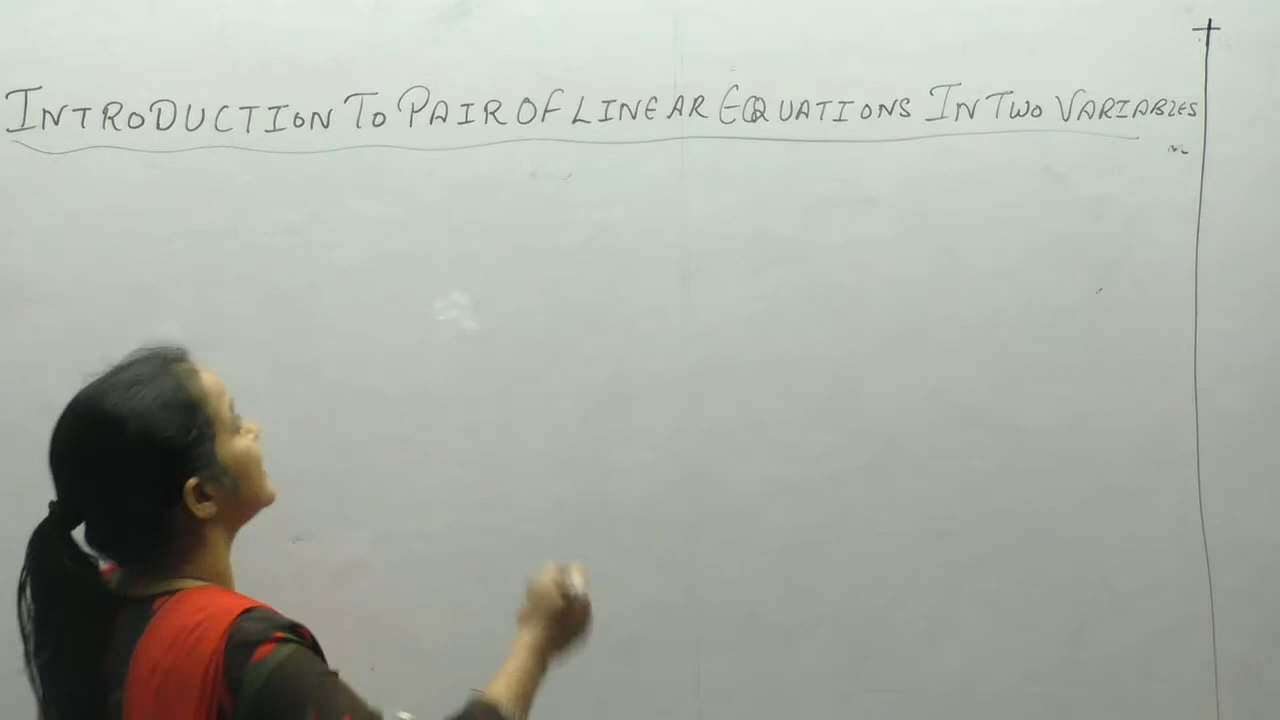 INTRODUCTION TO PAIR OF LINEAR EQUATIONS IN TWO VARIABLES